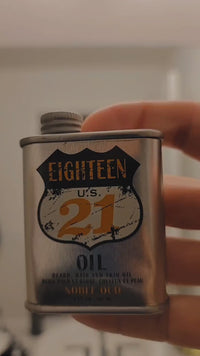 EIGHTEEN
U.S.
21
OIL
BEARD, HAIR AND SKIN OIL
NOBLE OUD